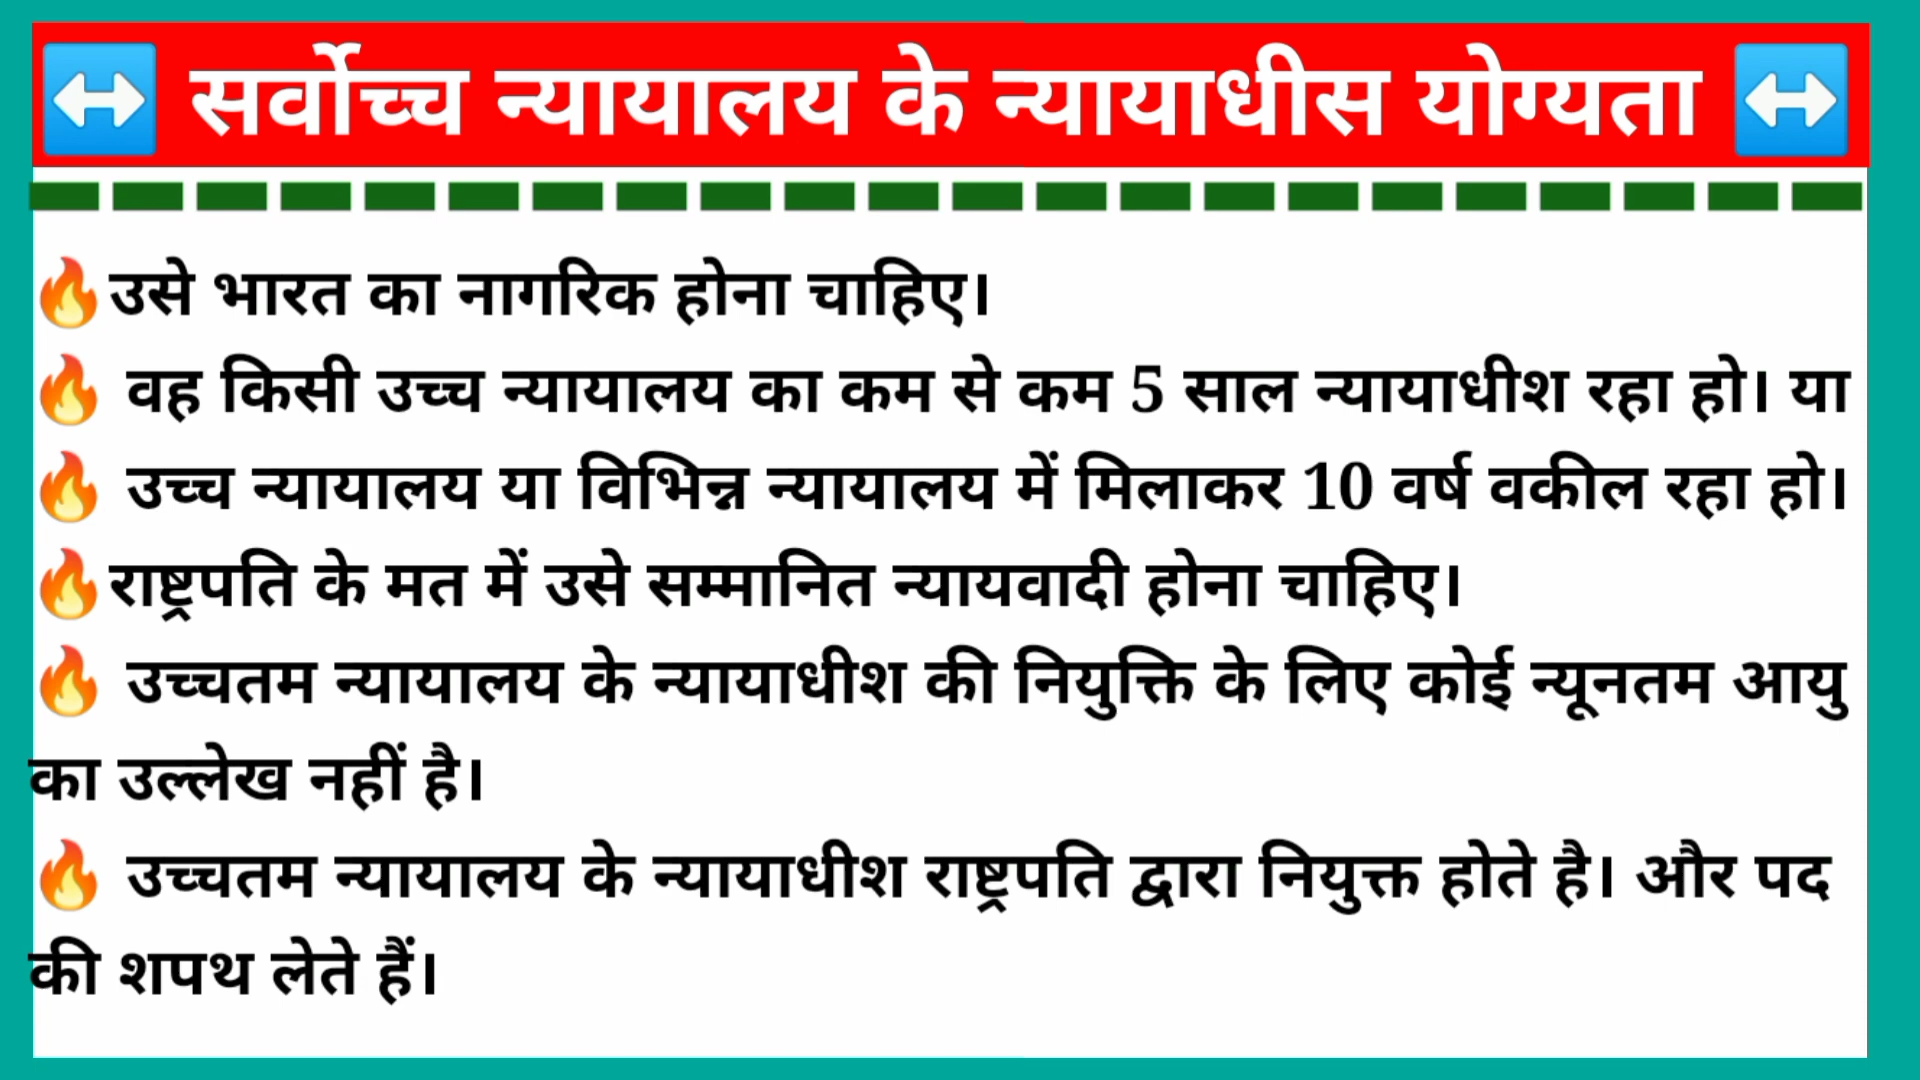 ↔️ सर्वोच्च न्यायालय के न्यायाधीस योग्यता ↔️
🔥उसे भारत का नागरिक होना चाहिए।
🔥 वह किसी उच्च न्यायालय का कम से कम 5 साल न्यायाधीश रहा हो। या
🔥 उच्च न्यायालय या विभिन्न न्यायालय में मिलाकर 10 वर्ष वकील रहा हो।
🔥राष्ट्रपति के मत में उसे सम्मानित न्यायवादी होना चाहिए।
🔥 उच्चतम न्यायालय के न्यायाधीश की नियुक्ति के लिए कोई न्यूनतम आयु
का उल्लेख नहीं है।
🔥 उच्चतम न्यायालय के न्यायाधीश राष्ट्रपति द्वारा नियुक्त होते है। और पद
की शपथ लेते हैं।